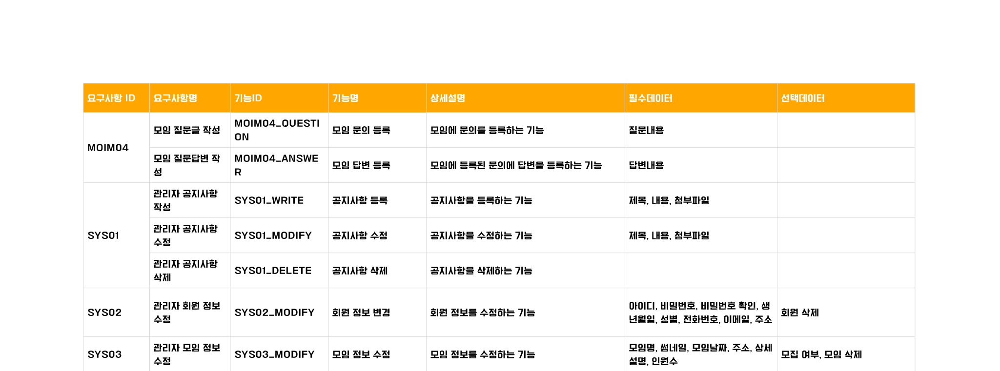 요구사항 ID 요구사항명 기능ID 기능명 상세설명 필수데이터 선택데이터
MOIM04
모임 질문글 작성
MOIM04_QUESTI
ON
모임 문의 등록
모임에 문의를 등록하는 기능
질문내용
모임 질문답변 작
성
MOIM04_ANSWE
R
모임 답변 등록
모임에 등록된 문의에 답변을 등록하는 기능
답변내용
SYS01
관리자 공지사항
작성
SYS01_WRITE
공지사항 등록
공지사항을 등록하는 기능
제목, 내용, 첨부파일
관리자 공지사항
수정
SYS01_MODIFY
공지사항 수정
공지사항을 수정하는 기능
제목, 내용, 첨부파일
관리자 공지사항
삭제
SYS01_DELETE
공지사항 삭제
공지사항을 삭제하는 기능
SYS02
관리자 회원 정보
수정
SYS02_MODIFY
회원 정보 변경
회원 정보를 수정하는 기능
아이디, 비밀번호, 비밀번호 확인, 생
년월일, 성별, 전화번호, 이메일, 주소
회원 삭제
SYS03
관리자 모임 정보
수정
SYS03_MODIFY
모임 정보 수정
모임 정보를 수정하는 기능
모임명, 썸네일, 모임날짜, 주소, 상세
설명, 인원수
모집 여부, 모임 삭제